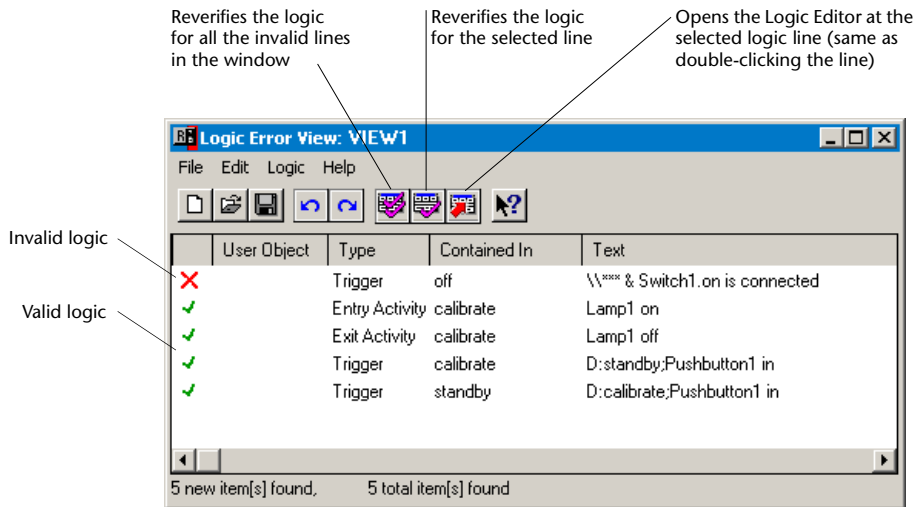 Reverifies the logic
for all the invalid lines
in the window
Reverifies the logic
for the selected line
Opens the Logic Editor at the
selected logic line (same as
double-clicking the line)
Logic Error View: VIEW1
File Edit Logic Help
Invalid logic
Valid logic
User Object Type Contained In Text
Trigger off \\*** & Switch1.on is connected
Entry Activity calibrate Lamp1 on
Exit Activity calibrate Lamp1 off
Trigger calibrate D:standby;Pushbutton1 in
Trigger standby D:calibrate;Pushbutton1 in
5 new item[s] found, 5 total item[s] found